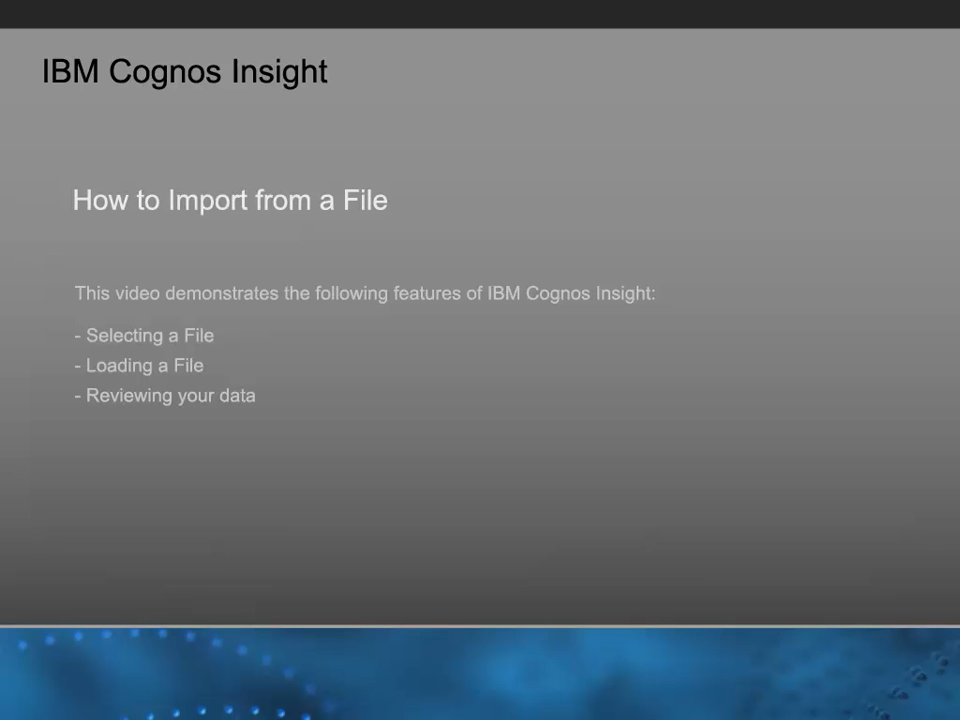 IBM Cognos Insight
How to Import from a File
This video demonstrates the following features of IBM Cognos Insight:
- Selecting a File
- Loading a File
- Reviewing your data